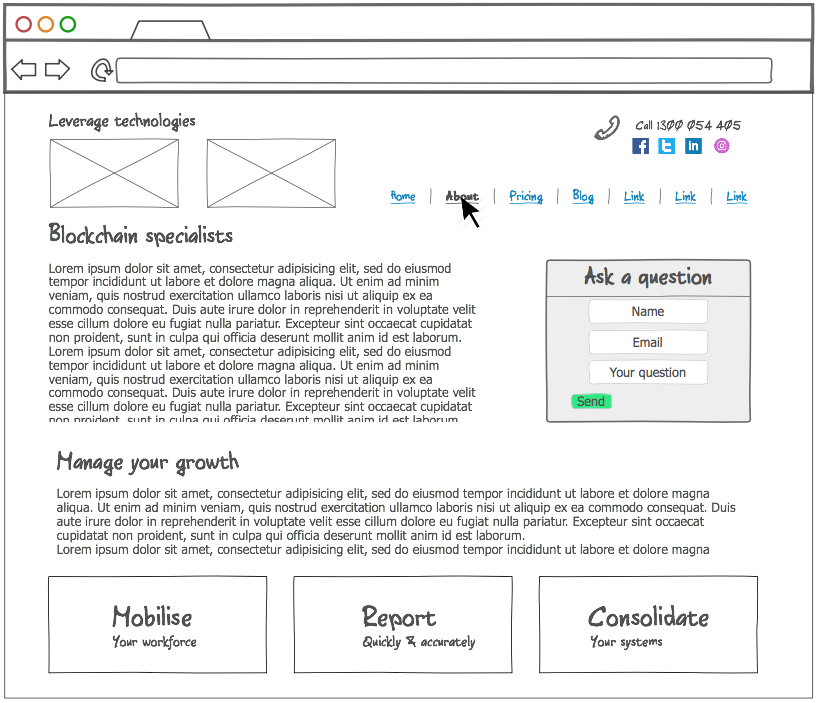 Leverage technologies
Call 1300 054 405
Home | About | Pricing | Blog | Link | Link | Link
Blockchain specialists
Lorem ipsum dolor sit amet, consectetur adipisicing elit, sed do eiusmod
tempor incididunt ut labore et dolore magna aliqua. Ut enim ad minim
veniam, quis nostrud exercitation ullamco laboris nisi ut aliquip ex ea
commodo consequat. Duis aute irure dolor in reprehenderit in voluptate velit
esse cillum dolore eu fugiat nulla pariatur. Excepteur sint occaecat cupidatat
non proident, sunt in culpa qui officia deserunt mollit anim id est laborum.
Lorem ipsum dolor sit amet, consectetur adipisicing elit, sed do eiusmod
tempor incididunt ut labore et dolore magna aliqua. Ut enim ad minim
veniam, quis nostrud exercitation ullamco laboris nisi ut aliquip ex ea
commodo consequat. Duis aute irure dolor in reprehenderit in voluptate velit
esse cillum dolore eu fugiat nulla pariatur. Excepteur sint occaecat cupidatat
non proident, sunt in culpa qui officia deserunt mollit anim id est laborum.
Ask a question
Name
Email
Your question
Send
Manage your growth
Lorem ipsum dolor sit amet, consectetur adipisicing elit, sed do eiusmod tempor incididunt ut labore et dolore magna
aliqua. Ut enim ad minim veniam, quis nostrud exercitation ullamco laboris nisi ut aliquip ex ea commodo consequat. Duis
aute irure dolor in reprehenderit in voluptate velit esse cillum dolore eu fugiat nulla pariatur. Excepteur sint occaecat
cupidatat non proident, sunt in culpa qui officia deserunt mollit anim id est laborum.
Lorem ipsum dolor sit amet, consectetur adipisicing elit, sed do eiusmod tempor incididunt ut labore et dolore magna
Mobilise
Your workforce
Report
Quickly & accurately
Consolidate
Your systems